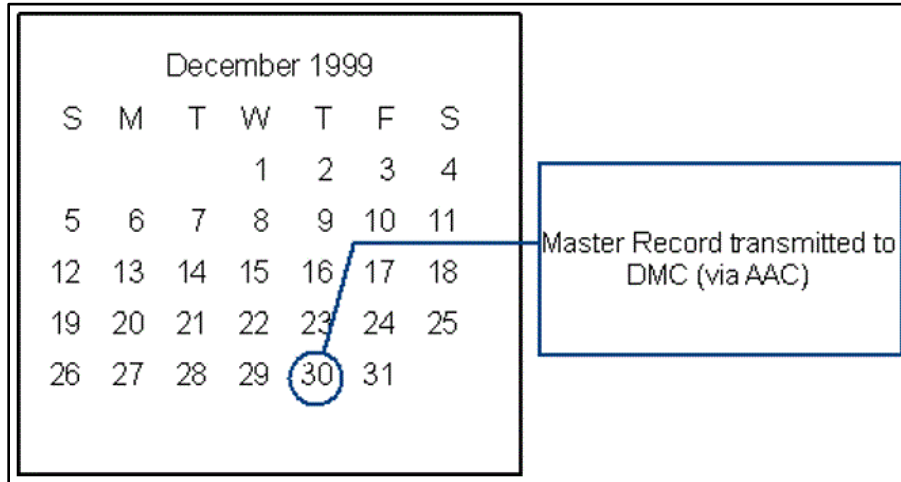 December 1999
S M T W T F S
1 2 3 4
5 6 7 8 9 10 11
12 13 14 15 16 17 18
19 20 21 22 23 24 25
26 27 28 29 30 31
Master Record transmitted to
DMC (via AAC)